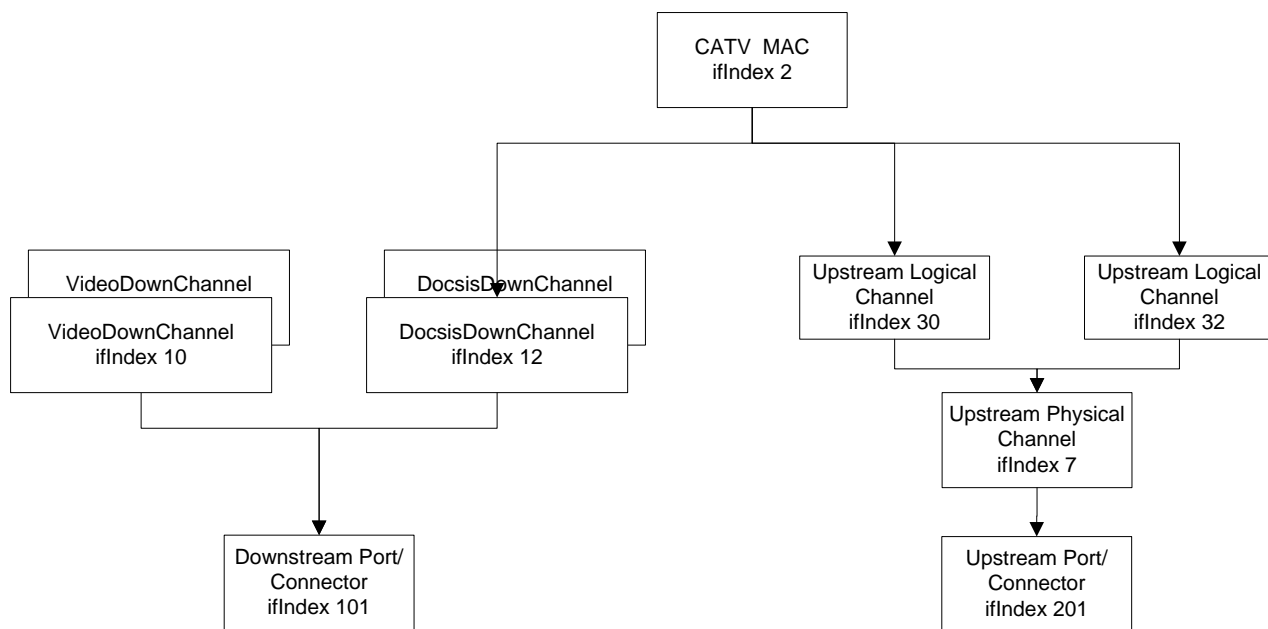 CATV MAC
ifIndex 2
VideoDownChannel
VideoDownChannel
ifIndex 10
DocsisDownChannel
DocsisDownChannel
ifIndex 12
Upstream Logical
Channel
ifIndex 30
Upstream Logical
Channel
ifIndex 32
Upstream Physical
Channel
ifIndex 7
Downstream Port/
Connector
ifIndex 101
Upstream Port/
Connector
ifIndex 201